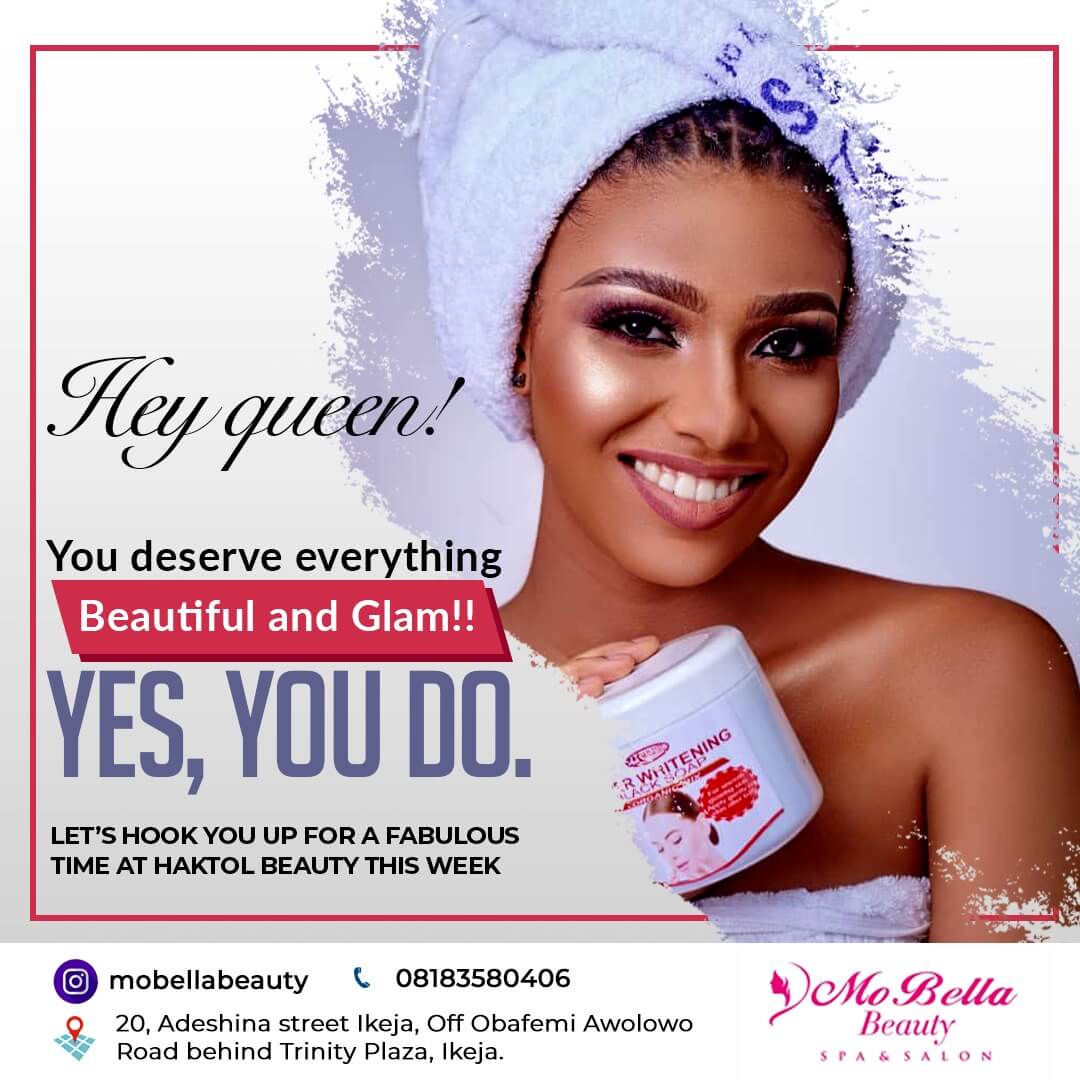 Hey queen!
You deserve everything
Beautiful and Glam!!
YES, YOU DO.
LET'S HOOK YOU UP FOR A FABULOUS
TIME AT HAKTOL BEAUTY THIS WEEK
WHITENING
SOAP
mobellabeauty
08183580406
20, Adeshina street Ikeja, Off Obafemi Awolowo
Road behind Trinity Plaza, Ikeja.
MoBella
Beauty
SPA & SALON